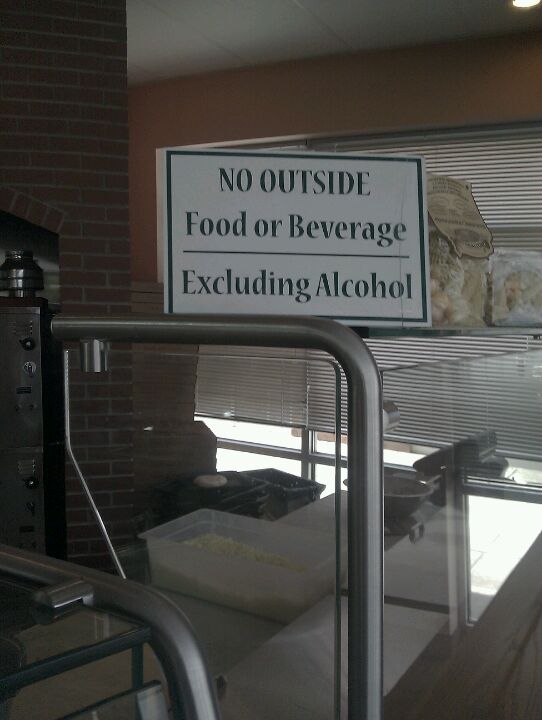 NO OUTSIDE
Food or Beverage
Excluding Alcohol